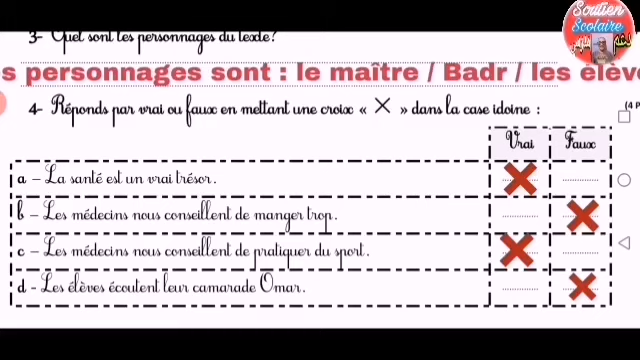 Soutien
Scolaire
3- Quel sont les personnages du texte?
s personnages sont : le maître / Badr / les élèv
4- Réponds par vrai ou faux en mettant une croix « ✕ » dans la case idoine :
(4 P
Vrai Faux
a - La santé est un vrai trésor.
b - Les médecins nous conseillent de manger trop.
c - Les médecins nous conseillent de pratiquer du sport.
d - Les élèves écoutent leur camarade Omar.